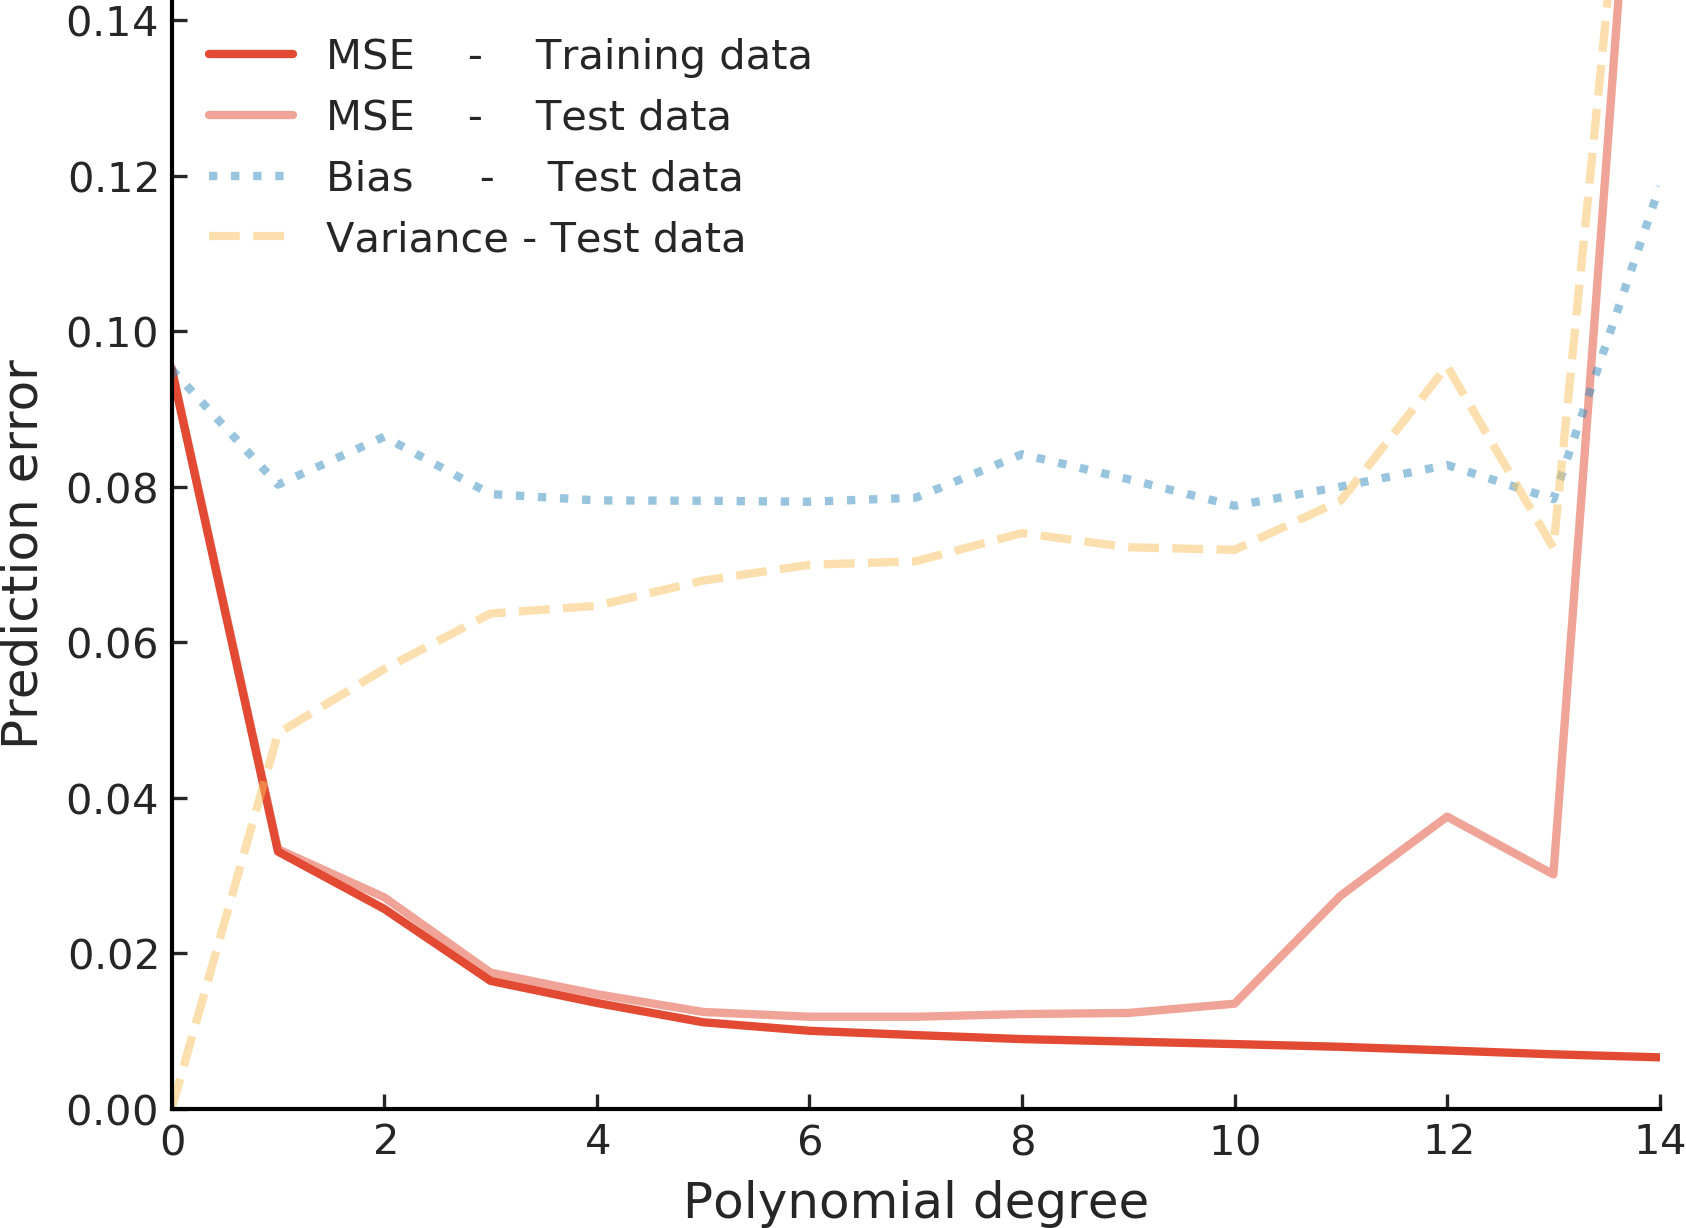 0.14
0.12
0.10
0.08
0.06
0.04
0.02
0.00
Prediction error
MSE - Training data
MSE - Test data
Bias - Test data
Variance - Test data
0 2 4 6 8 10 12 14
Polynomial degree